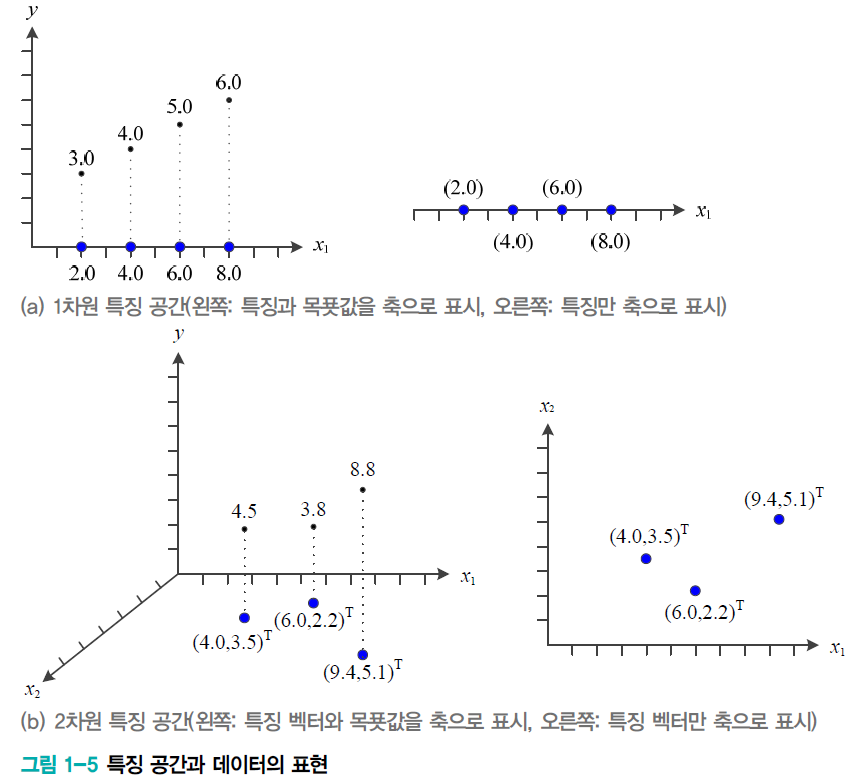 y
6.0
5.0
4.0
3.0
x₁
2.0 4.0 6.0 8.0
(2.0) (6.0)
x₁
(4.0) (8.0)
(a) 1차원 특징 공간(왼쪽: 특징과 목푯값을 축으로 표시, 오른쪽: 특징만 축으로 표시)
y
8.8
4.5 3.8
x₁
(6.0,2.2)ᵀ
(4.0,3.5)ᵀ
(9.4,5.1)ᵀ
x₂
x₂
(9.4,5.1)ᵀ
(4.0,3.5)ᵀ
(6.0,2.2)ᵀ
x₁
(b) 2차원 특징 공간(왼쪽: 특징 벡터와 목푯값을 축으로 표시, 오른쪽: 특징 벡터만 축으로 표시)
그림 1-5 특징 공간과 데이터의 표현